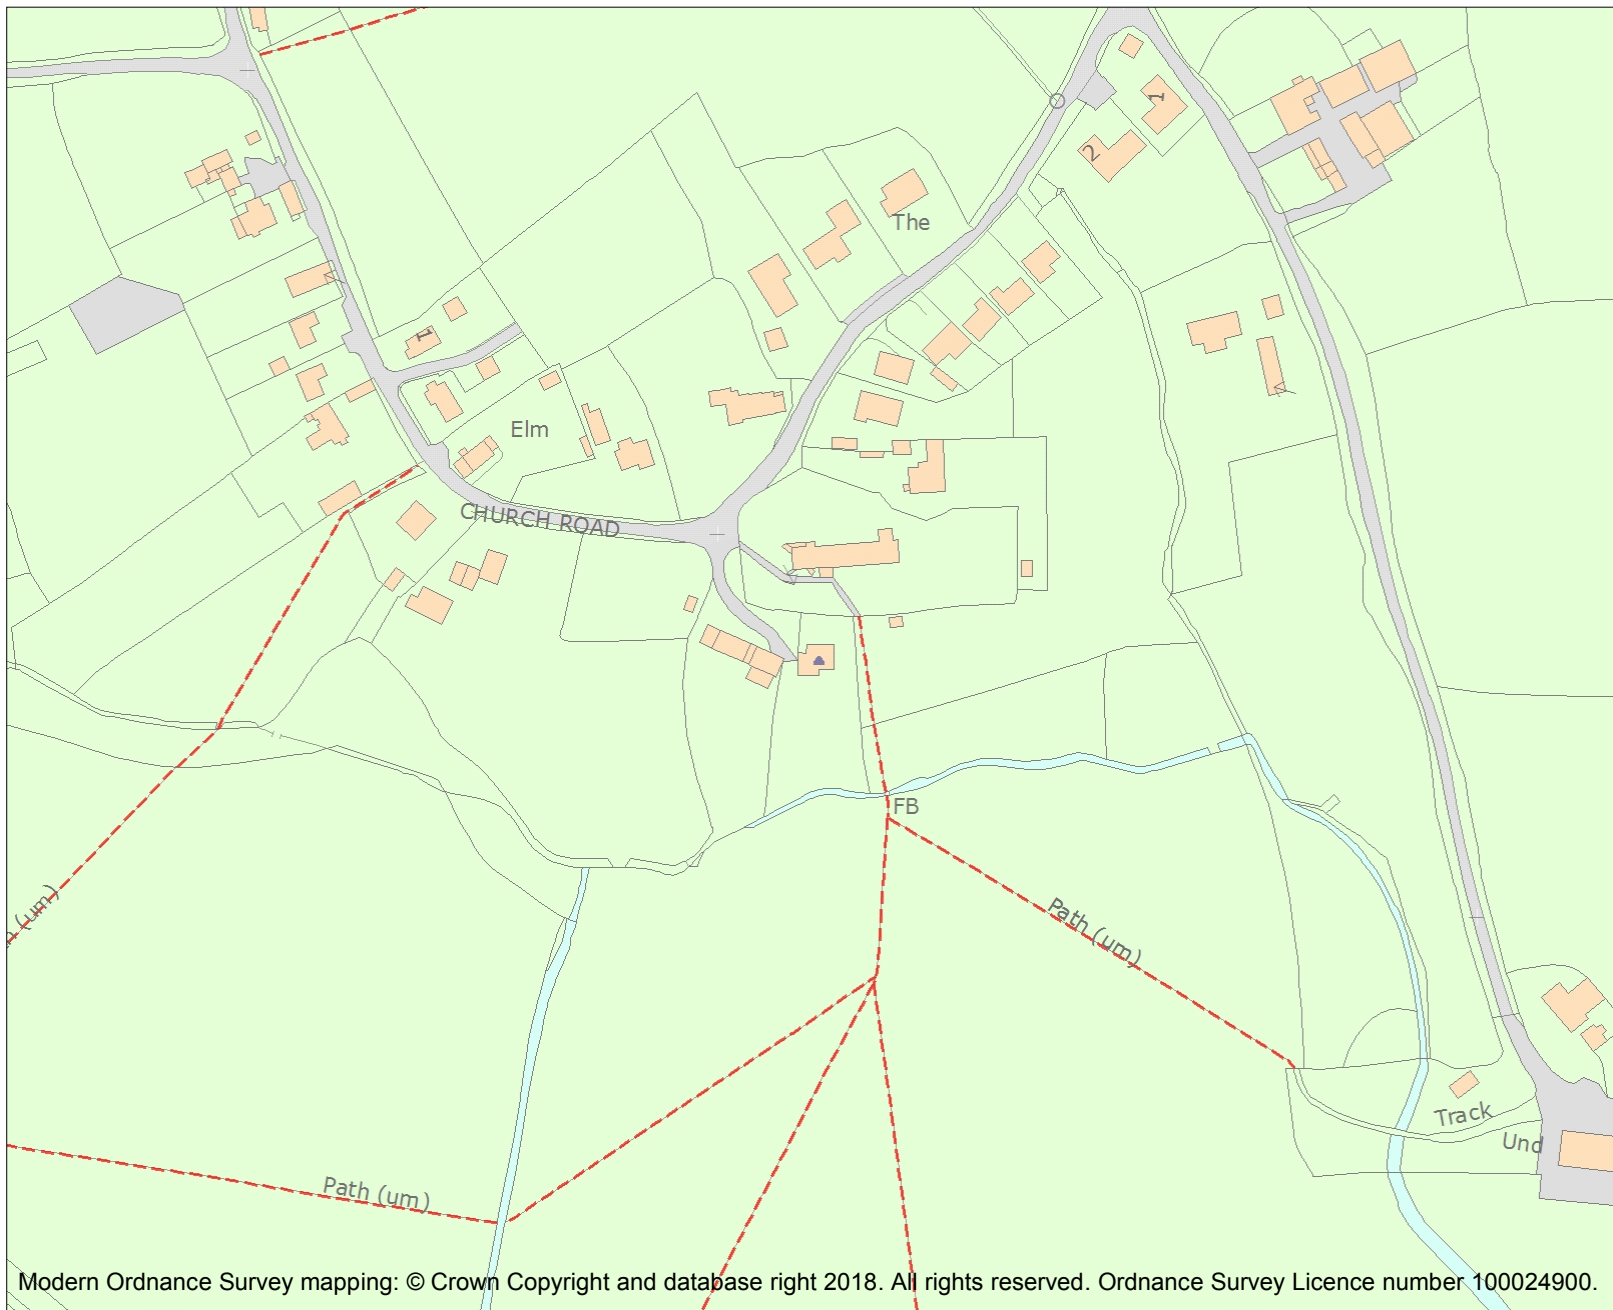 1
2
The
1
Elm
CHURCH ROAD
FB
(um)
Path (um)
Track
Und
Path (um)
Modern Ordnance Survey mapping: © Crown Copyright and database right 2018. All rights reserved. Ordnance Survey Licence number 100024900.